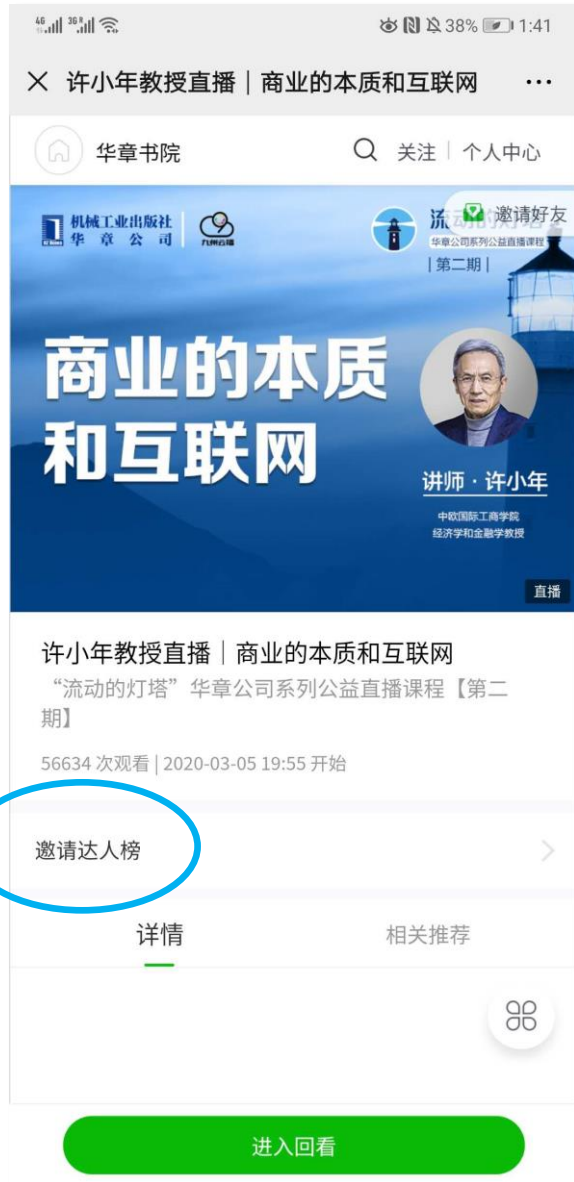 4G 3G R 38% 1:41
许小年教授直播｜商业的本质和互联网
华章书院 关注 个人中心
机械工业出版社
华章公司
九州云播
邀请好友
华章公司系列公益直播课程
|第二期|
商业的本质
和互联网
讲师·许小年
中欧国际工商学院
经济学和金融学教授
直播
许小年教授直播｜商业的本质和互联网
“流动的灯塔”华章公司系列公益直播课程【第二
期】
56634 次观看 | 2020-03-05 19:55 开始
邀请达人榜
详情 相关推荐
进入回看